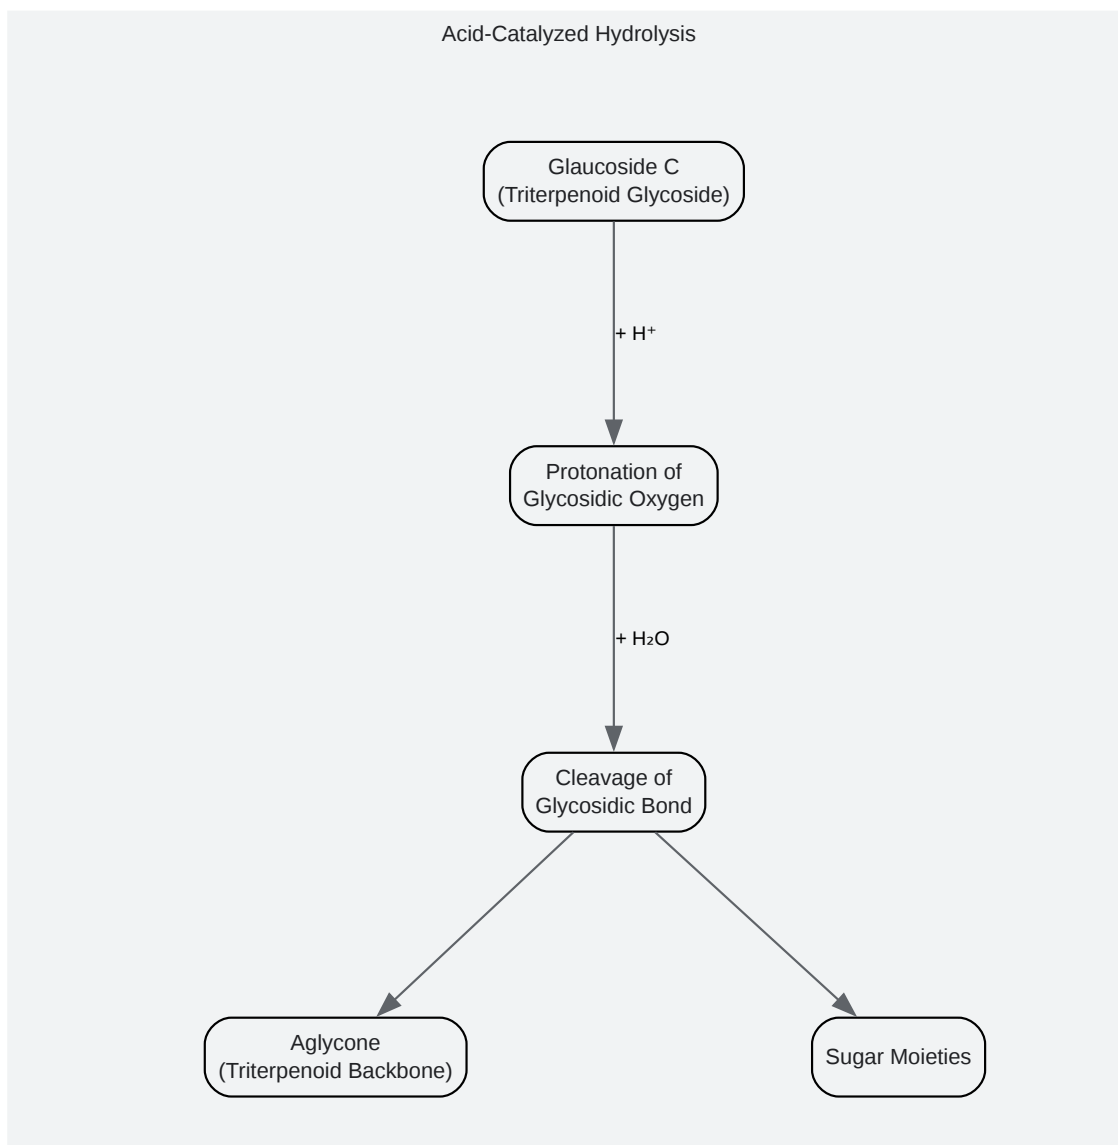 Acid-Catalyzed Hydrolysis
Glaucoside C
(Triterpenoid Glycoside)
+ H⁺
Protonation of
Glycosidic Oxygen
+ H₂O
Cleavage of
Glycosidic Bond
Aglycone
(Triterpenoid Backbone)
Sugar Moieties